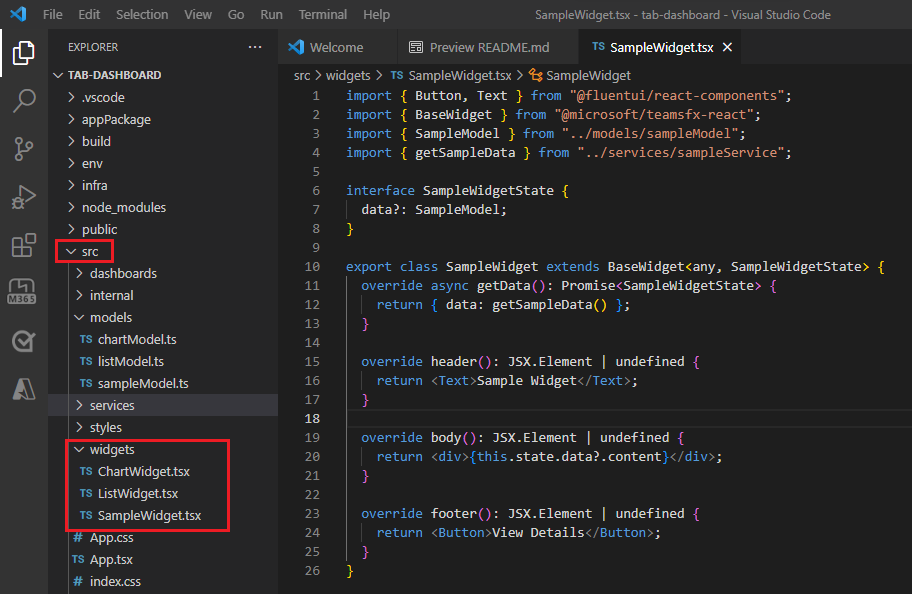 File Edit Selection View Go Run Terminal Help SampleWidget.tsx - tab-dashboard - Visual Studio Code
EXPLORER ...
TAB-DASHBOARD
.vscode
appPackage
build
env
infra
node_modules
public
src
dashboards
internal
models
TS chartModel.ts
TS listModel.ts
TS sampleModel.ts
services
styles
widgets
TS ChartWidget.tsx
TS ListWidget.tsx
TS SampleWidget.tsx
# App.css
TS App.tsx
# index.css
M365
Welcome Preview README.md TS SampleWidget.tsx
src > widgets > TS SampleWidget.tsx > SampleWidget
1 import { Button, Text } from "@fluentui/react-components";
2 import { BaseWidget } from "@microsoft/teamsfx-react";
3 import { SampleModel } from "../models/sampleModel";
4 import { getSampleData } from "../services/sampleService";
5
6 interface SampleWidgetState {
7 data?: SampleModel;
8 }
9
10 export class SampleWidget extends BaseWidget<any, SampleWidgetState> {
11 override async getData(): Promise<SampleWidgetState> {
12 return { data: getSampleData() };
13 }
14
15 override header(): JSX.Element | undefined {
16 return <Text>Sample Widget</Text>;
17 }
18
19 override body(): JSX.Element | undefined {
20 return <div>{this.state.data?.content}</div>;
21 }
22
23 override footer(): JSX.Element | undefined {
24 return <Button>View Details</Button>;
25 }
26 }